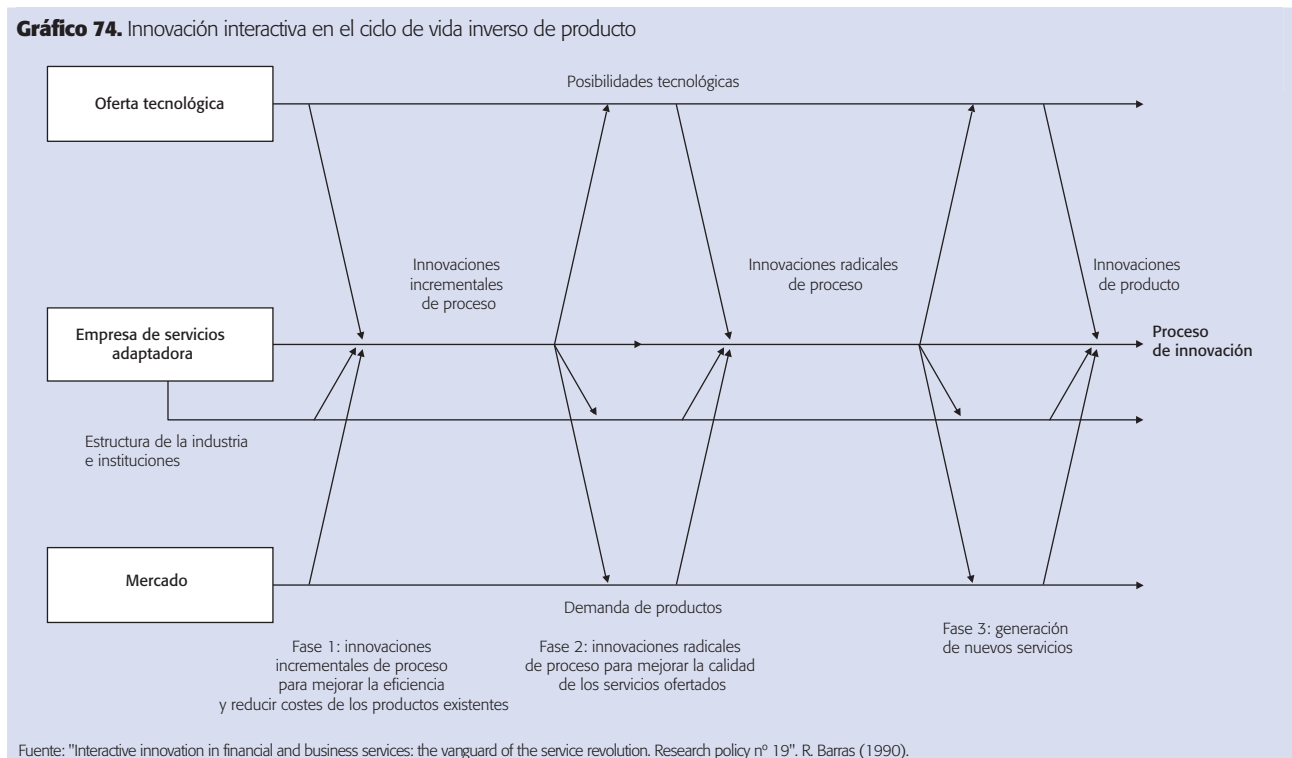 Gráfico 74. Innovación interactiva en el ciclo de vida inverso de producto
Oferta tecnológica
Posibilidades tecnológicas
Innovaciones
incrementales
de proceso
Innovaciones radicales
de proceso
Innovaciones
de producto
Empresa de servicios
adaptadora
Proceso
de innovación
Estructura de la industria
e instituciones
Mercado
Demanda de productos
Fase 1: innovaciones
incrementales de proceso
para mejorar la eficiencia
y reducir costes de los productos existentes
Fase 2: innovaciones radicales
de proceso para mejorar la calidad
de los servicios ofertados
Fase 3: generación
de nuevos servicios
Fuente: "Interactive innovation in financial and business services: the vanguard of the service revolution. Research policy nº 19". R. Barras (1990).